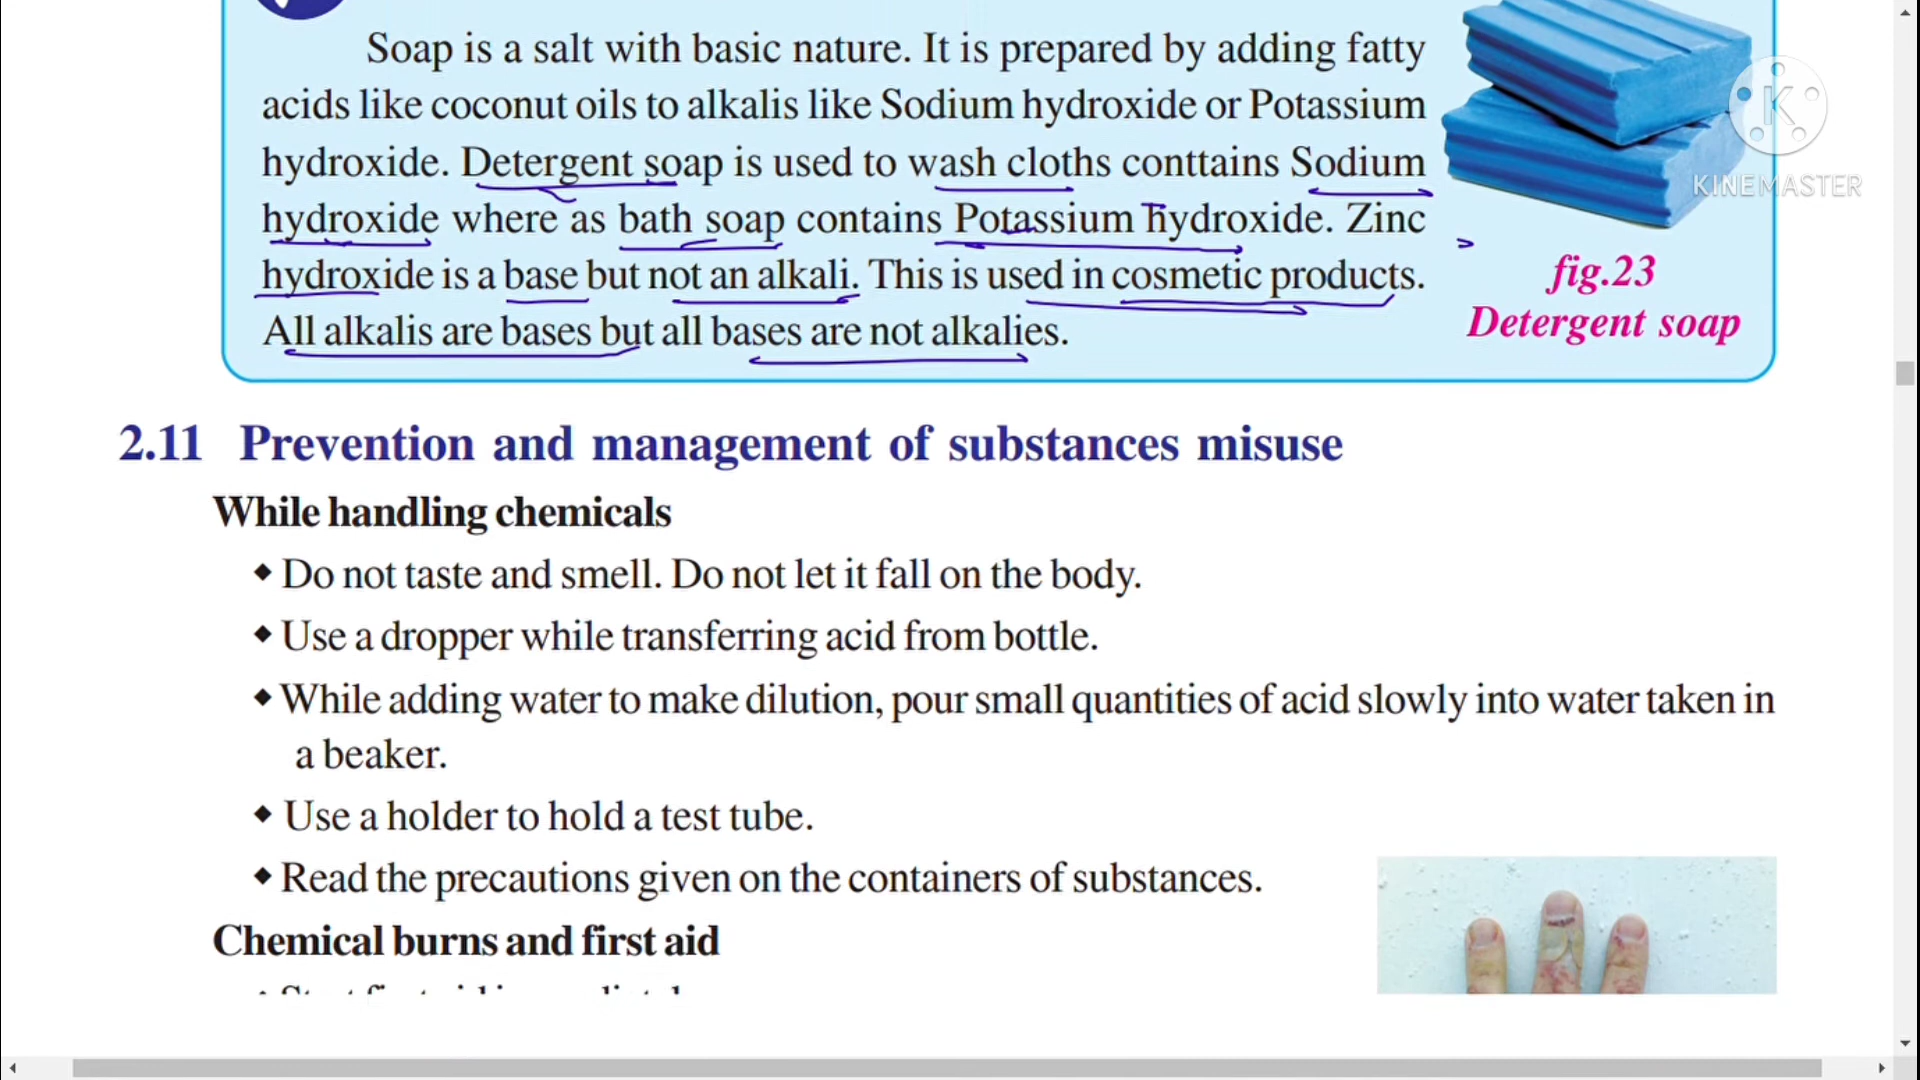 Soap is a salt with basic nature. It is prepared by adding fatty
acids like coconut oils to alkalis like Sodium hydroxide or Potassium
hydroxide. Detergent soap is used to wash cloths conttains Sodium
hydroxide where as bath soap contains Potassium hydroxide. Zinc
hydroxide is a base but not an alkali. This is used in cosmetic products.
All alkalis are bases but all bases are not alkalies.
KINEMASTER
fig.23
Detergent soap
2.11 Prevention and management of substances misuse
While handling chemicals
◆ Do not taste and smell. Do not let it fall on the body.
◆ Use a dropper while transferring acid from bottle.
◆ While adding water to make dilution, pour small quantities of acid slowly into water taken in
a beaker.
◆ Use a holder to hold a test tube.
◆ Read the precautions given on the containers of substances.
Chemical burns and first aid